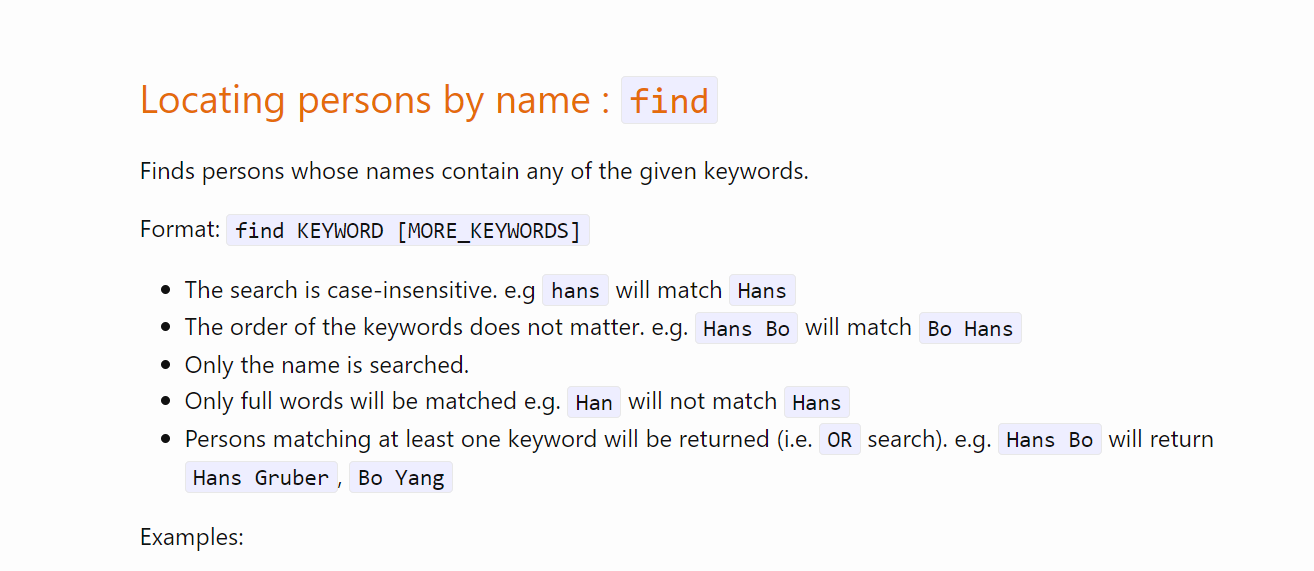 Locating persons by name : find
Finds persons whose names contain any of the given keywords.
Format: find KEYWORD [MORE_KEYWORDS]
• The search is case-insensitive. e.g hans will match Hans
• The order of the keywords does not matter. e.g. Hans Bo will match Bo Hans
• Only the name is searched.
• Only full words will be matched e.g. Han will not match Hans
• Persons matching at least one keyword will be returned (i.e. OR search). e.g. Hans Bo will return
Hans Gruber, Bo Yang
Examples: